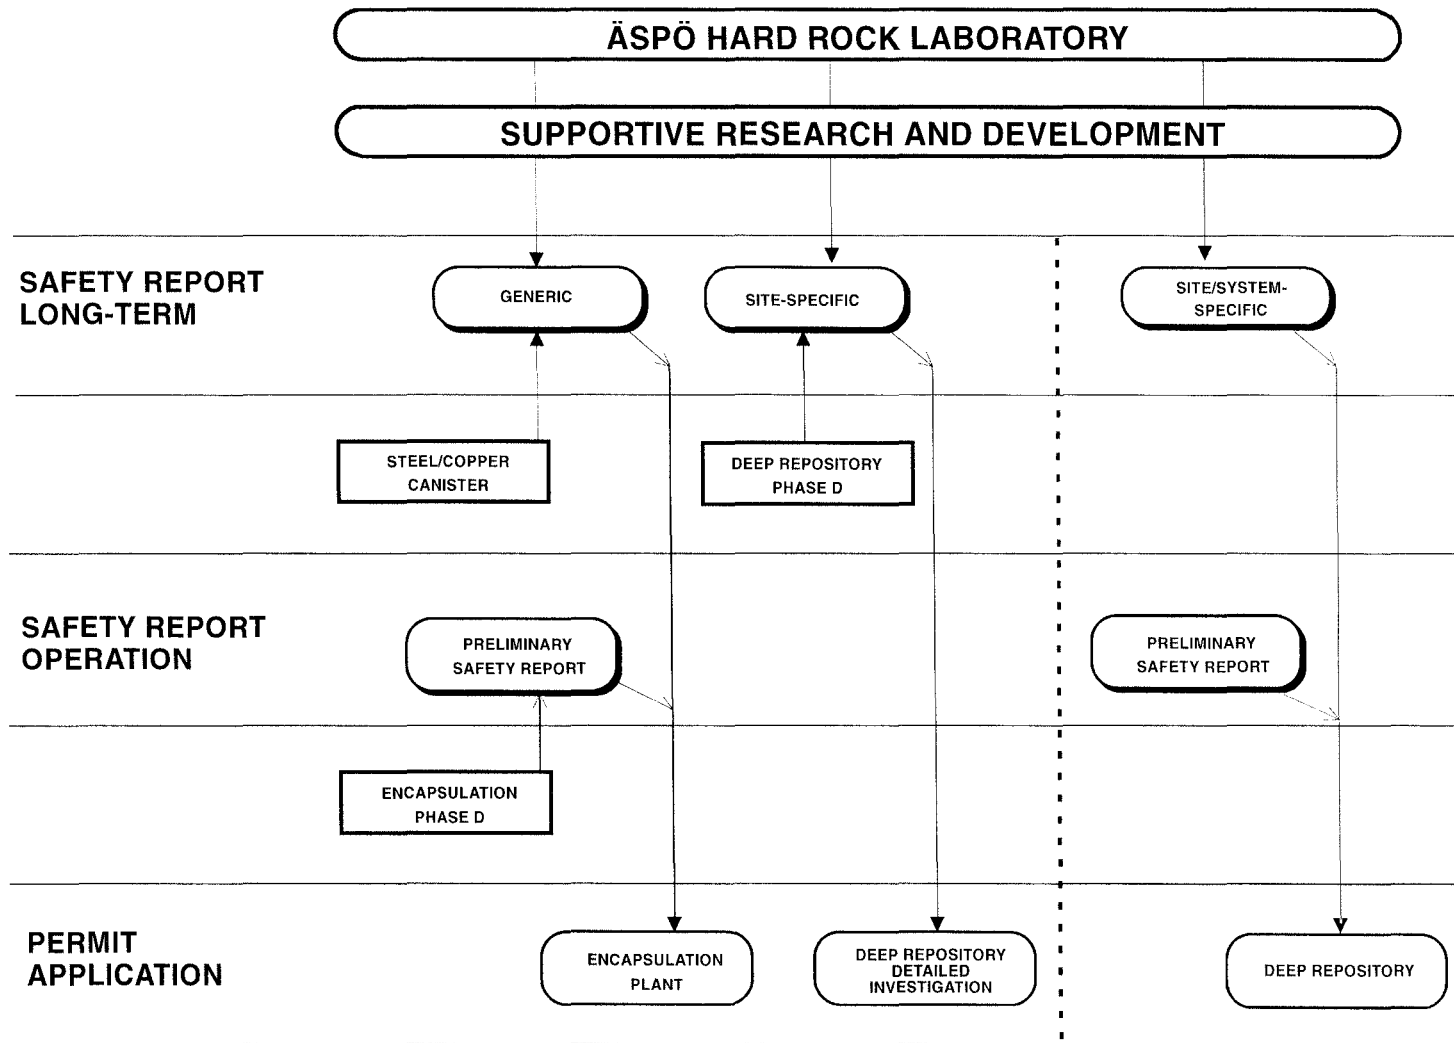 ÄSPÖ HARD ROCK LABORATORY
SUPPORTIVE RESEARCH AND DEVELOPMENT
SAFETY REPORT
LONG-TERM
GENERIC
SITE-SPECIFIC
SITE/SYSTEM-
SPECIFIC
STEEL/COPPER
CANISTER
DEEP REPOSITORY
PHASE D
SAFETY REPORT
OPERATION
PRELIMINARY
SAFETY REPORT
PRELIMINARY
SAFETY REPORT
ENCAPSULATION
PHASE D
PERMIT
APPLICATION
ENCAPSULATION
PLANT
DEEP REPOSITORY
DETAILED
INVESTIGATION
DEEP REPOSITORY